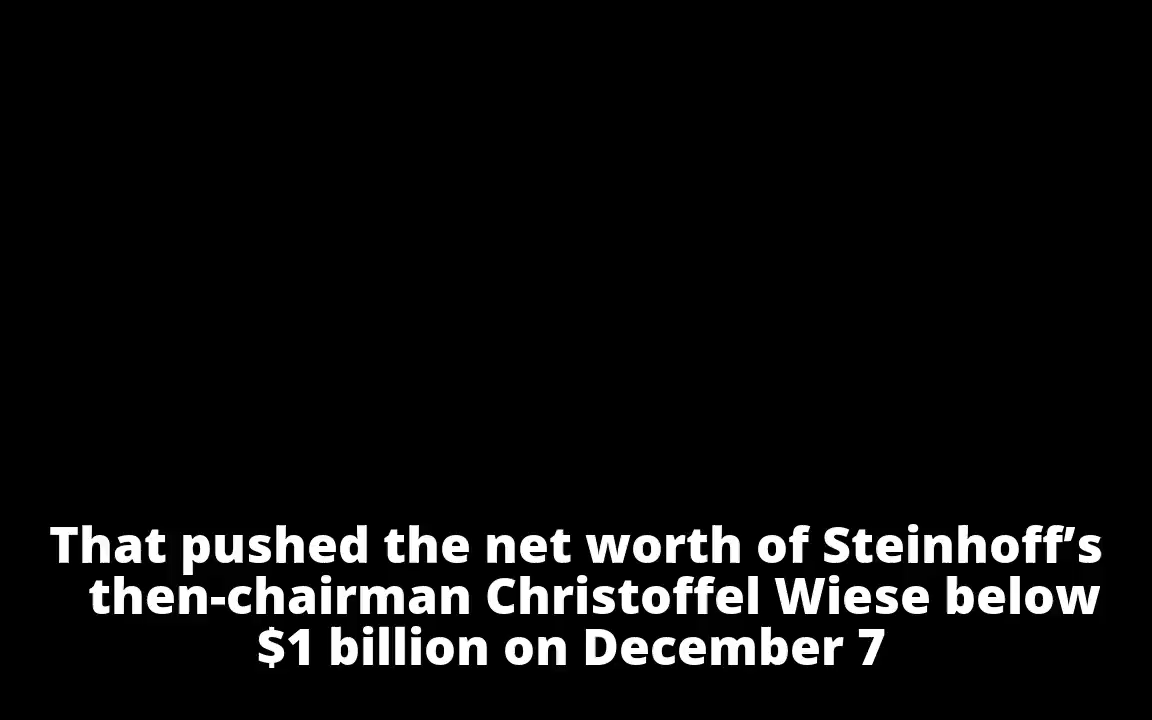 That pushed the net worth of Steinhoff’s
then-chairman Christoffel Wiese below
$1 billion on December 7